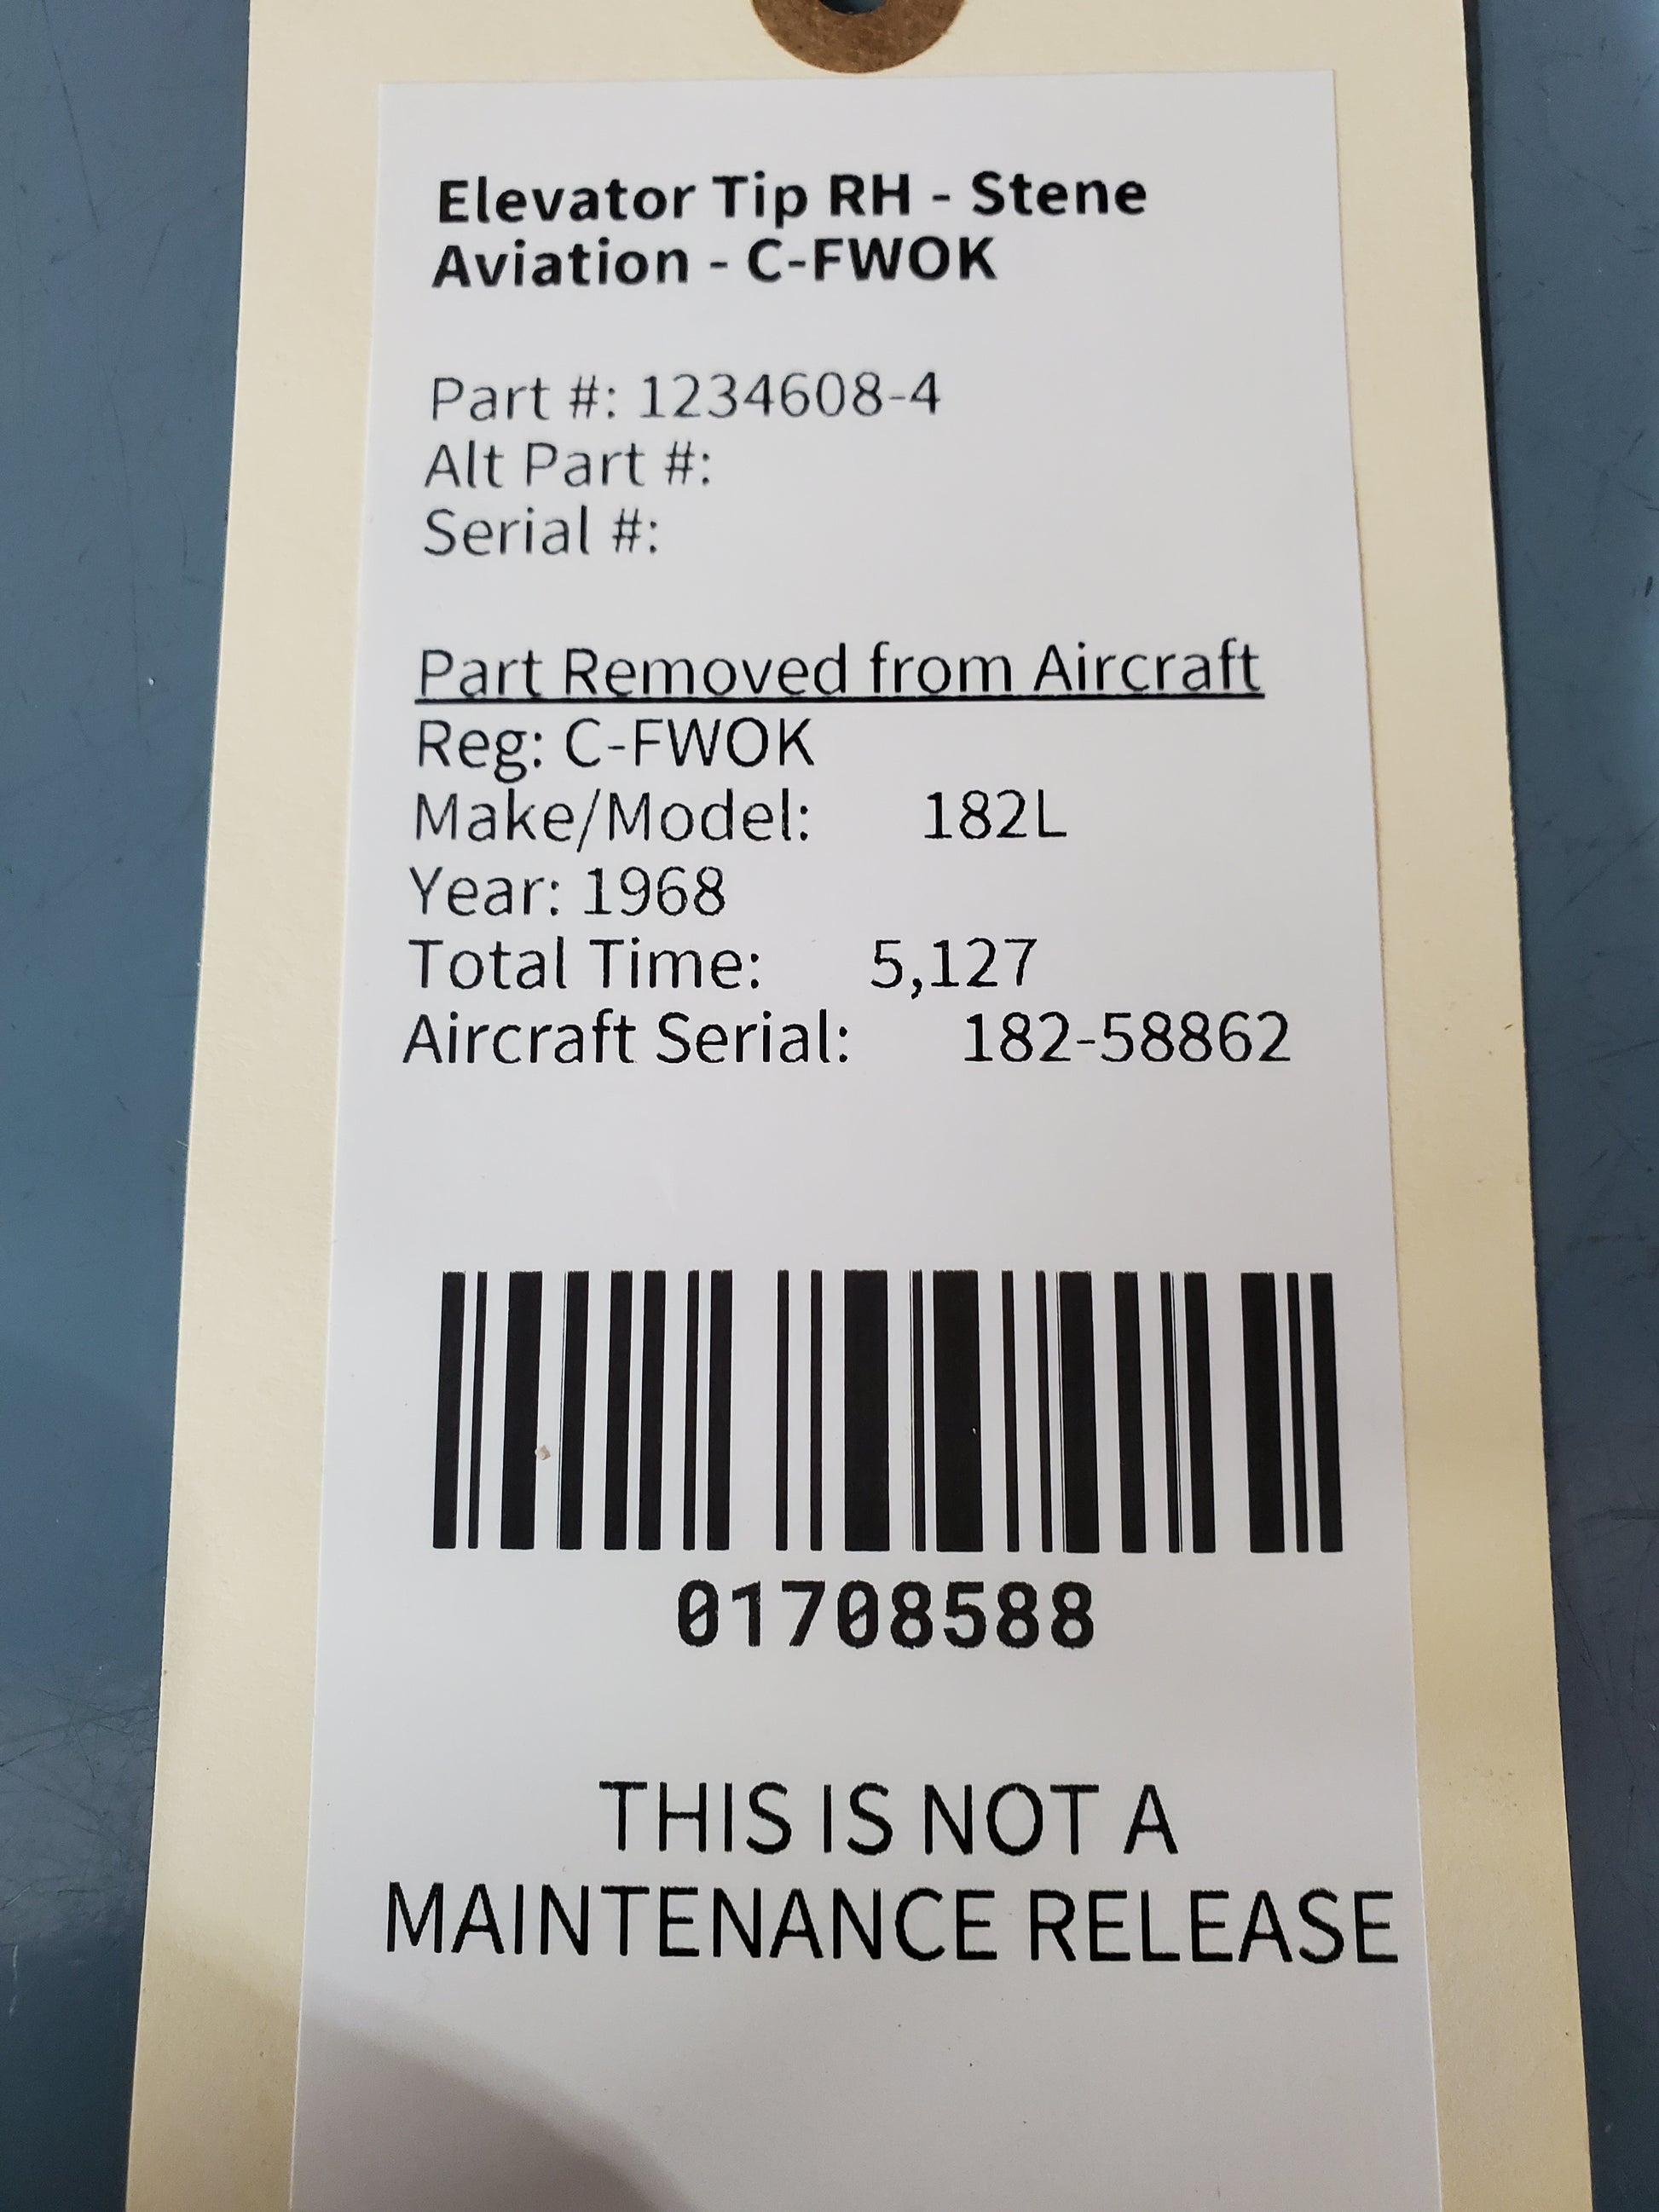 Elevator Tip RH - Stene
Aviation - C-FWOK
Part #: 1234608-4
Alt Part #:
Serial #:
Part Removed from Aircraft
Reg: C-FWOK
Make/Model: 182L
Year: 1968
Total Time: 5,127
Aircraft Serial: 182-58862
01708588
THIS IS NOT A
MAINTENANCE RELEASE